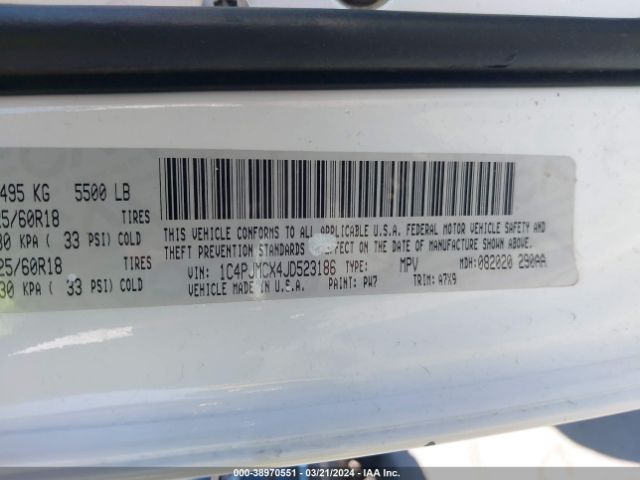 495 KG 5500 LB
25/60R18 TIRES
30 KPA ( 33 PSI) COLD
25/60R18 TIRES
30 KPA ( 33 PSI) COLD
THIS VEHICLE CONFORMS TO ALL APPLICABLE U.S.A. FEDERAL MOTOR VEHICLE SAFETY AND
THEFT PREVENTION STANDARDS IN EFFECT ON THE DATE OF MANUFACTURE SHOWN ABOVE.
VIN: 1C4PJMCX4JD523186 TYPE: MPV MDH: 082020 290AA
VEHICLE MADE IN U.S.A. PAINT: PW7 TRIM: A7X9
000-38970551 - 03/21/2024 - IAA Inc.